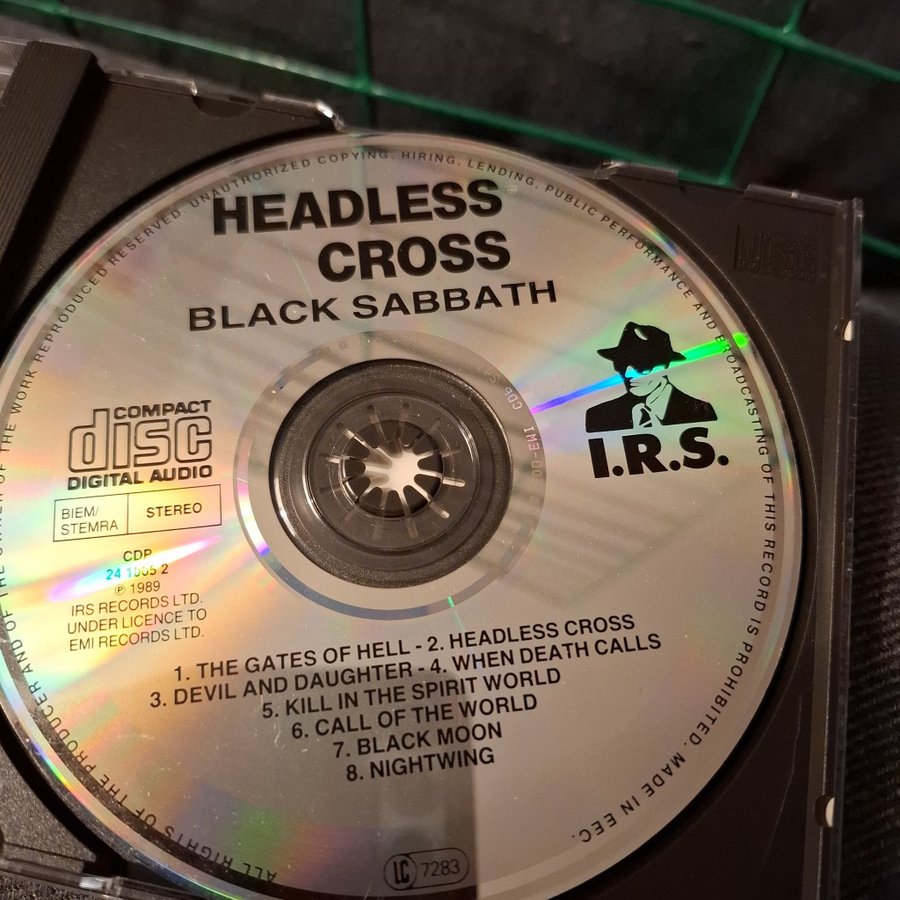 HEADLESS
CROSS
BLACK SABBATH
COMPACT
disc
DIGITAL AUDIO
BIEM/
STEMRA
STEREO
CDP
24 1005 2
℗ 1989
IRS RECORDS LTD.
UNDER LICENCE TO
EMI RECORDS LTD.
I.R.S.
1. THE GATES OF HELL - 2. HEADLESS CROSS
3. DEVIL AND DAUGHTER - 4. WHEN DEATH CALLS
5. KILL IN THE SPIRIT WORLD
6. CALL OF THE WORLD
7. BLACK MOON
8. NIGHTWING
LC 7283
ALL RIGHTS OF THE PRODUCER AND OF THE OWNER OF THE WORK REPRODUCED RESERVED. UNAUTHORIZED COPYING, HIRING, LENDING, PUBLIC PERFORMANCE AND BROADCASTING OF THIS RECORD IS PROHIBITED. MADE IN EEC.